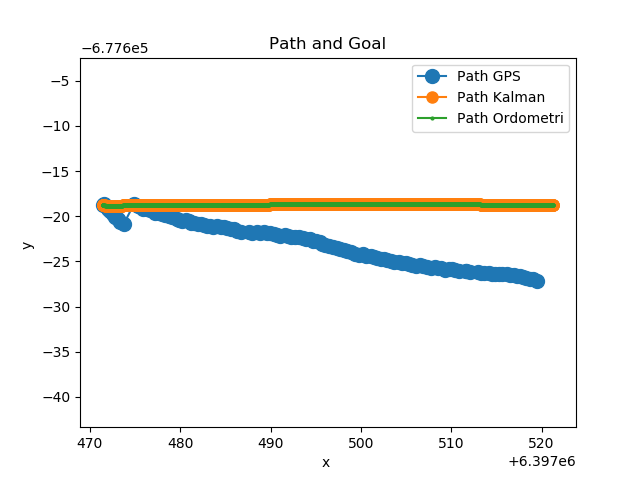 Path and Goal
−6.776e5
Path GPS
Path Kalman
Path Ordometri
−5
−10
−15
−20
−25
−30
−35
−40
y
470
480
490
500
510
520
x
+6.397e6